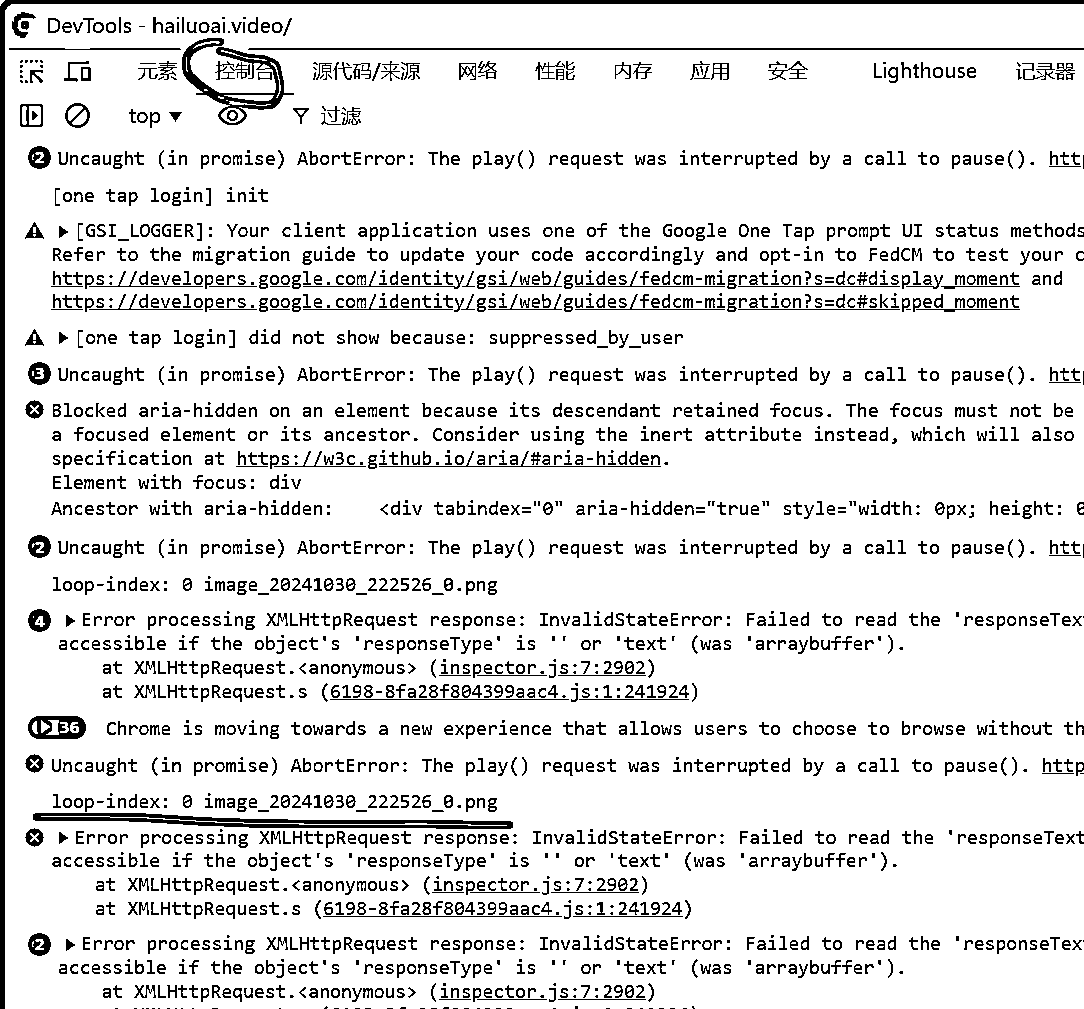 DevTools - hailuoai.video/
元素 控制台 源代码/来源 网络 性能 内存 应用 安全 Lighthouse 记录器
top ▼ 过滤
2 Uncaught (in promise) AbortError: The play() request was interrupted by a call to pause(). http
[one tap login] init
[GSI_LOGGER]: Your client application uses one of the Google One Tap prompt UI status methods
Refer to the migration guide to update your code accordingly and opt-in to FedCM to test your c
https://developers.google.com/identity/gsi/web/guides/fedcm-migration?s=dc#display_moment and
https://developers.google.com/identity/gsi/web/guides/fedcm-migration?s=dc#skipped_moment
[one tap login] did not show because: suppressed_by_user
3 Uncaught (in promise) AbortError: The play() request was interrupted by a call to pause(). http
Blocked aria-hidden on an element because its descendant retained focus. The focus must not be
a focused element or its ancestor. Consider using the inert attribute instead, which will also
specification at https://w3c.github.io/aria/#aria-hidden.
Element with focus: div
Ancestor with aria-hidden: <div tabindex="0" aria-hidden="true" style="width: 0px; height: 0
2 Uncaught (in promise) AbortError: The play() request was interrupted by a call to pause(). http
loop-index: 0 image_20241030_222526_0.png
4 Error processing XMLHttpRequest response: InvalidStateError: Failed to read the 'responseTex
accessible if the object's 'responseType' is '' or 'text' (was 'arraybuffer').
at XMLHttpRequest.<anonymous> (inspector.js:7:2902)
at XMLHttpRequest.s (6198-8fa28f804399aac4.js:1:241924)
36 Chrome is moving towards a new experience that allows users to choose to browse without th
Uncaught (in promise) AbortError: The play() request was interrupted by a call to pause(). http
loop-index: 0 image_20241030_222526_0.png
Error processing XMLHttpRequest response: InvalidStateError: Failed to read the 'responseText
accessible if the object's 'responseType' is '' or 'text' (was 'arraybuffer').
at XMLHttpRequest.<anonymous> (inspector.js:7:2902)
at XMLHttpRequest.s (6198-8fa28f804399aac4.js:1:241924)
2 Error processing XMLHttpRequest response: InvalidStateError: Failed to read the 'responseTex
accessible if the object's 'responseType' is '' or 'text' (was 'arraybuffer').
at XMLHttpRequest.<anonymous> (inspector.js:7:2902)